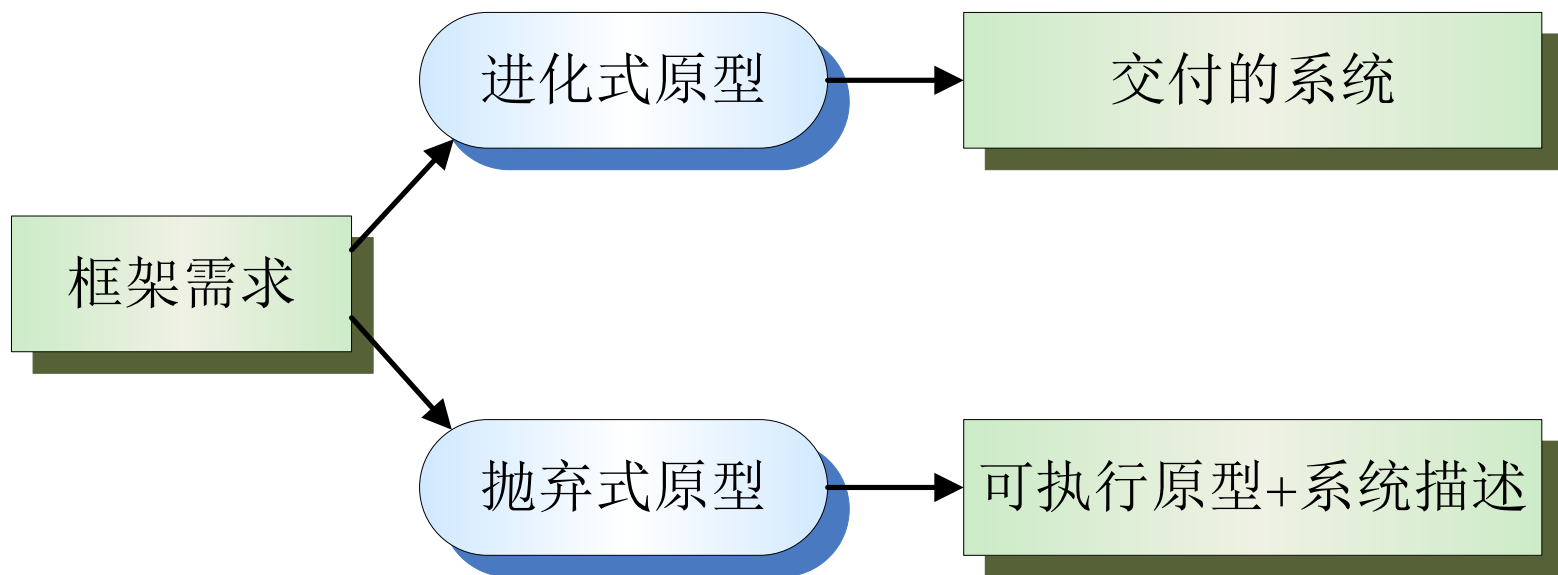 进化式原型
交付的系统
框架需求
抛弃式原型
可执行原型+系统描述